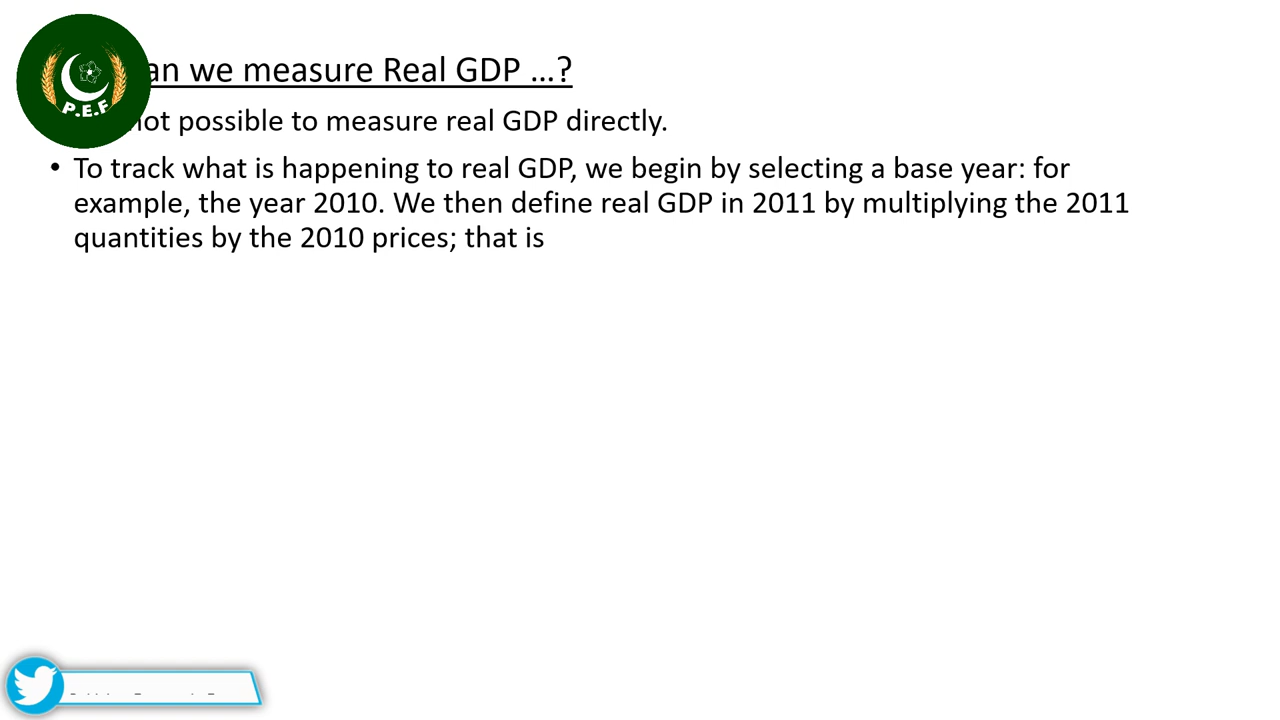 an we measure Real GDP ...?
not possible to measure real GDP directly.
• To track what is happening to real GDP, we begin by selecting a base year: for
example, the year 2010. We then define real GDP in 2011 by multiplying the 2011
quantities by the 2010 prices; that is
P.E.F